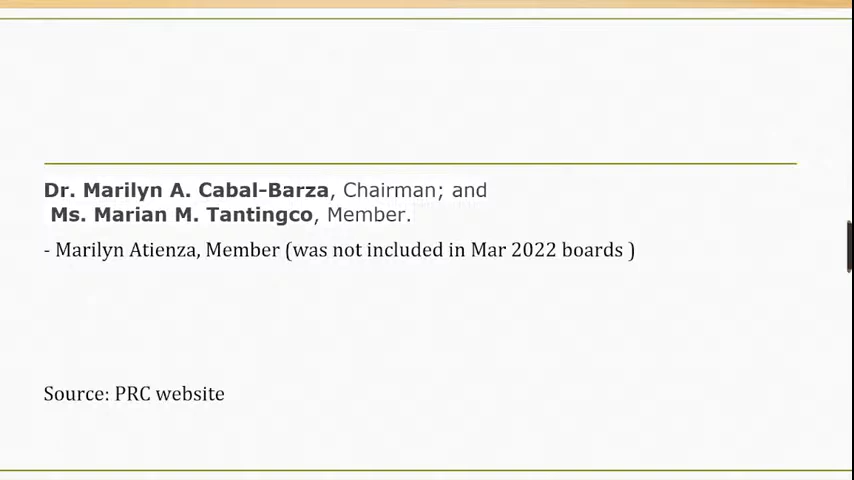 Dr. Marilyn A. Cabal-Barza, Chairman; and
Ms. Marian M. Tantingco, Member.
- Marilyn Atienza, Member (was not included in Mar 2022 boards )
Source: PRC website